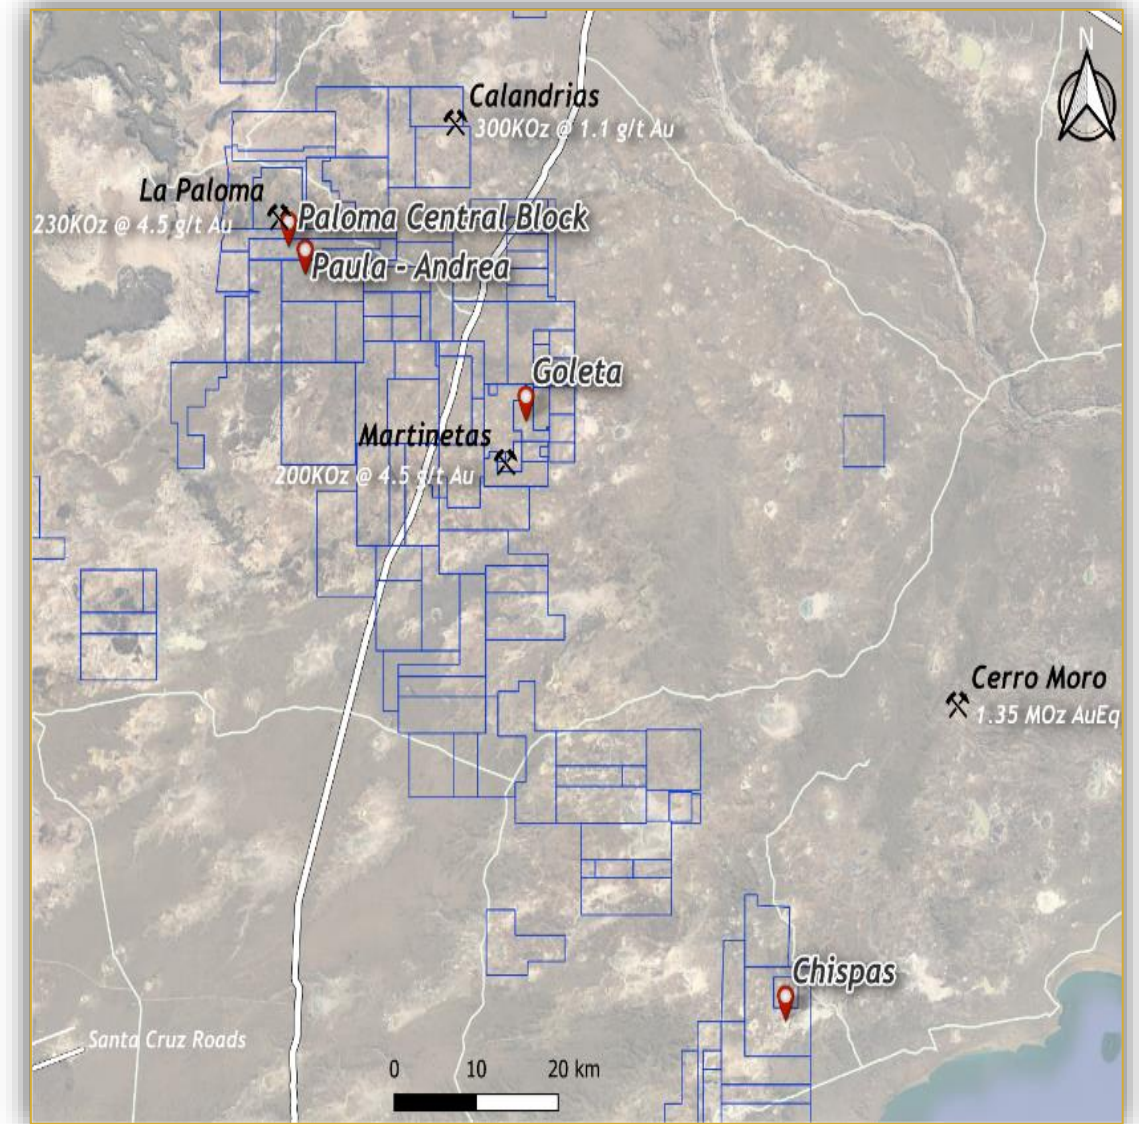 N
Calandrias
300KOz @ 1.1 g/t Au
La Paloma
230KOz @ 4.5 g/t Au
Paloma Central Block
Paula - Andrea
Goleta
Martinetas
200KOz @ 4.5 g/t Au
Cerro Moro
1.35 MOz AuEq
Chispas
Santa Cruz Roads
0 10 20 km